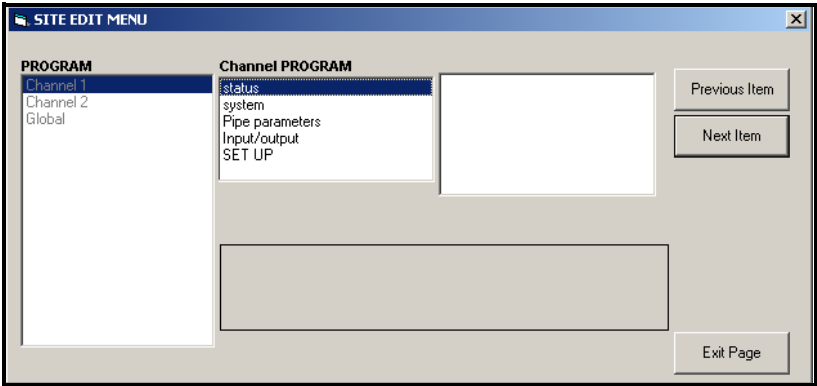 SITE EDIT MENU
PROGRAM
Channel 1
Channel 2
Global
Channel PROGRAM
status
system
Pipe parameters
Input/output
SET UP
Previous Item
Next Item
Exit Page